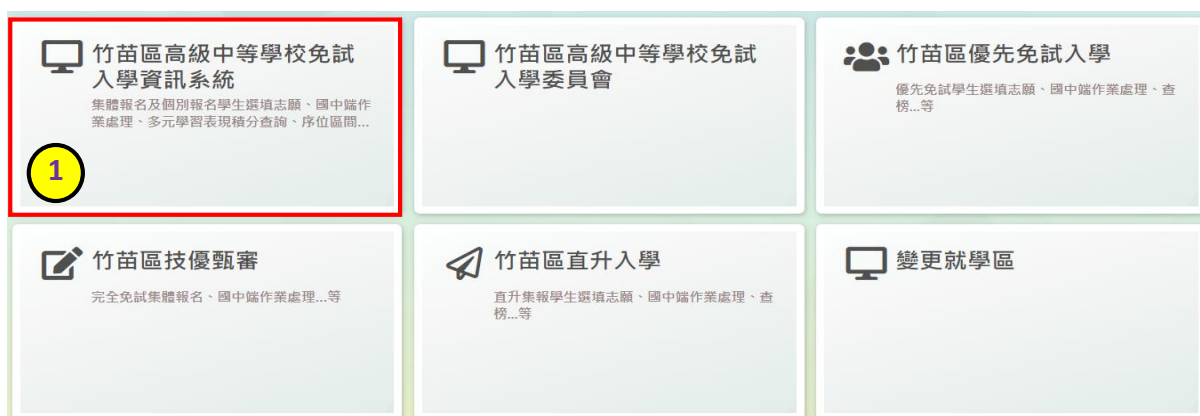 竹苗區高級中等學校免試
入學資訊系統
集體報名及個別報名學生選填志願、國中端作
業處理、多元學習表現積分查詢、序位區間...
1
竹苗區高級中等學校免試
入學委員會
竹苗區優先免試入學
優先免試學生選填志願、國中端作業處理、查
榜...等
竹苗區技優甄審
完全免試集體報名、國中端作業處理...等
竹苗區直升入學
直升集報學生選填志願、國中端作業處理、查
榜...等
變更就學區